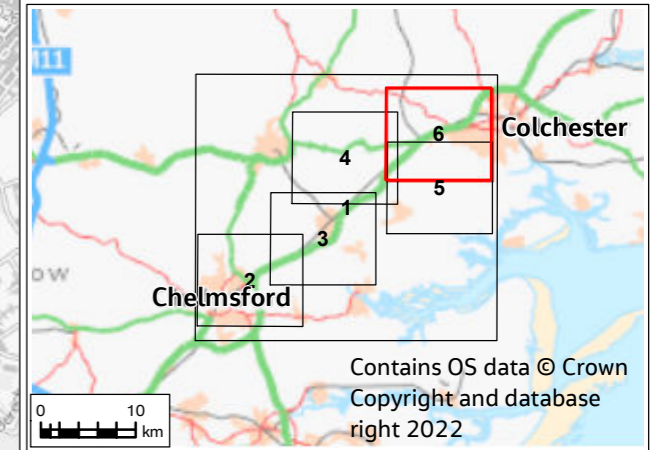 M11
Colchester
6
4
5
1
3
2
Chelmsford
Contains OS data © Crown
Copyright and database
right 2022
0 10
km